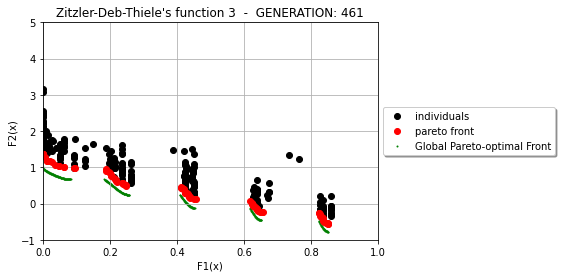 Zitzler-Deb-Thiele's function 3 - GENERATION: 461
5
4
3
2
1
0
−1
F2(x)
0.0 0.2 0.4 0.6 0.8 1.0
F1(x)
individuals
pareto front
Global Pareto-optimal Front